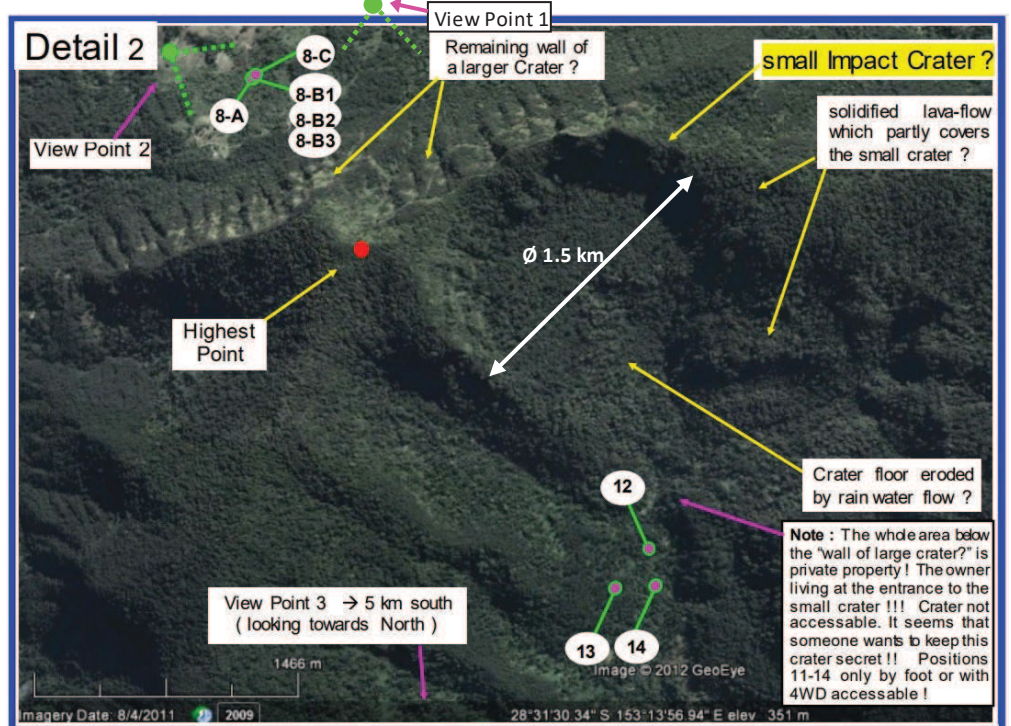 View Point 1
Detail 2
8-C
8-B1
8-B2
8-B3
8-A
View Point 2
Remaining wall of
a larger Crater ?
small Impact Crater ?
solidified lava-flow
which partly covers
the small crater ?
Ø 1.5 km
Highest
Point
Crater floor eroded
by rain water flow ?
12
13
14
Note : The whole area below
the "wall of large crater?" is
private property ! The owner
living at the entrance to the
small crater !!! Crater not
accessable. It seems that
someone wants to keep this
crater secret !! Positions
11-14 only by foot or with
4WD accessable !
View Point 3 → 5 km south
( looking towards North )
1466 m
Image © 2012 GeoEye
Imagery Date: 8/4/2011 2009 28°31'30.34" S 153°13'56.94" E elev 351 m